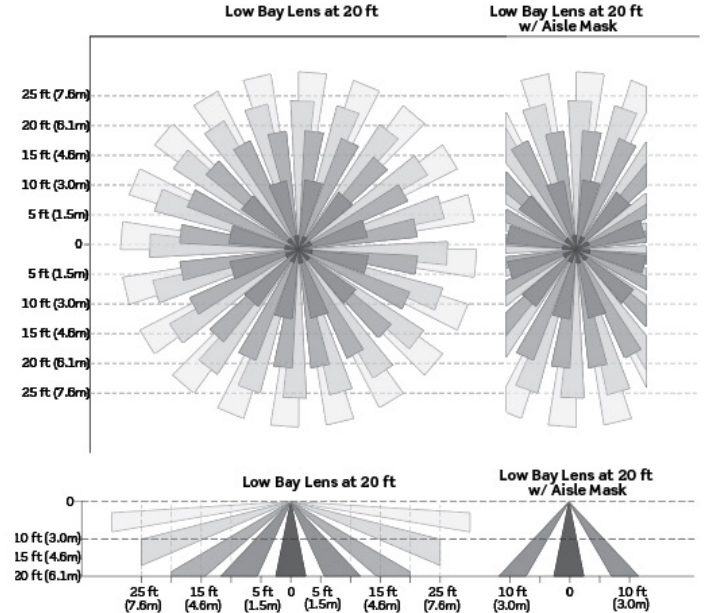 Low Bay Lens at 20 ft
Low Bay Lens at 20 ft
w/ Aisle Mask
25 ft (7.6m)
20 ft (6.1m)
15 ft (4.6m)
10 ft (3.0m)
5 ft (1.5m)
0
5 ft (1.5m)
10 ft (3.0m)
15 ft (4.6m)
20 ft (6.1m)
25 ft (7.6m)
Low Bay Lens at 20 ft
Low Bay Lens at 20 ft
w/ Aisle Mask
0
10 ft (3.0m)
15 ft (4.6m)
20 ft (6.1m)
25 ft 15 ft 5 ft 0 5 ft 15 ft 25 ft 10 ft 0 10 ft
(7.6m) (4.6m) (1.5m) (1.5m) (4.6m) (7.6m) (3.0m) (3.0m)